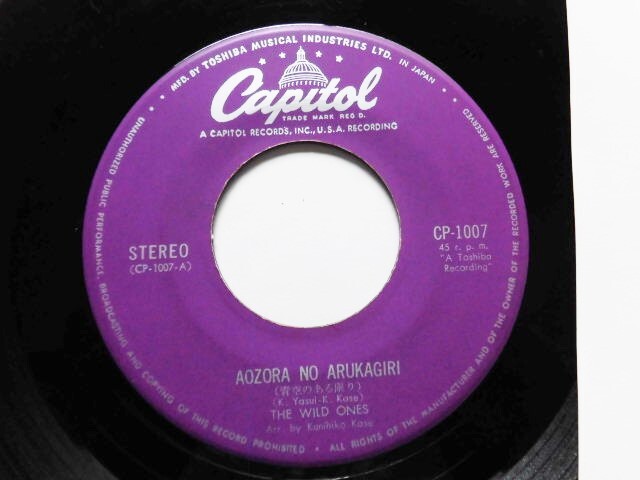 MFD. BY TOSHIBA MUSICAL INDUSTRIES LTD. IN JAPAN
Capitol
TRADE MARK REG D.
A CAPITOL RECORDS, INC., U.S.A. RECORDING
STEREO
(CP-1007-A)
CP-1007
45 r. p. m.
"A Toshiba
Recording"
AOZORA NO ARUKAGIRI
(青空のある限り)
(K. Yasui-K. Kase)
THE WILD ONES
Arr. by Kunihiko Kase
UNAUTHORIZED PUBLIC PERFORMANCE, BROADCASTING AND COPYING OF THIS RECORD PROHIBITED • ALL RIGHTS OF THE MANUFACTURER AND OF THE OWNER OF THE RECORDED WORK ARE RESERVED